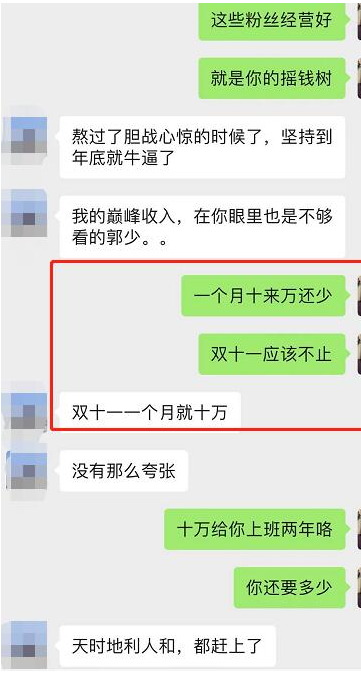 这些粉丝经营好
就是你的摇钱树
熬过了胆战心惊的时候了，坚持到
年底就牛逼了
我的巅峰收入，在你眼里也是不够
看的郭少。。
一个月十来万还少
双十一应该不止
双十一一个月就十万
没有那么夸张
十万给你上班两年咯
你还要多少
天时地利人和，都赶上了